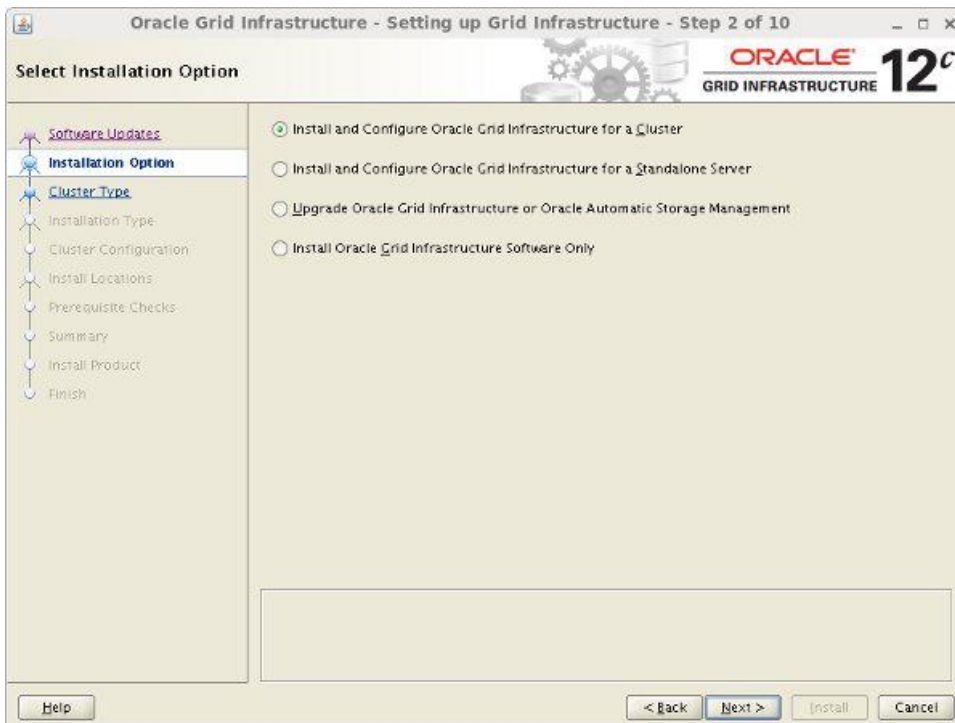 Oracle Grid Infrastructure - Setting up Grid Infrastructure - Step 2 of 10
Select Installation Option
ORACLE
GRID INFRASTRUCTURE
12c
Software Updates
Installation Option
Cluster Type
Installation Type
Cluster Configuration
Install Locations
Prerequisite Checks
Summary
Install Product
Finish
Install and Configure Oracle Grid Infrastructure for a Cluster
Install and Configure Oracle Grid Infrastructure for a Standalone Server
Upgrade Oracle Grid Infrastructure or Oracle Automatic Storage Management
Install Oracle Grid Infrastructure Software Only
Help
< Back
Next >
Install
Cancel